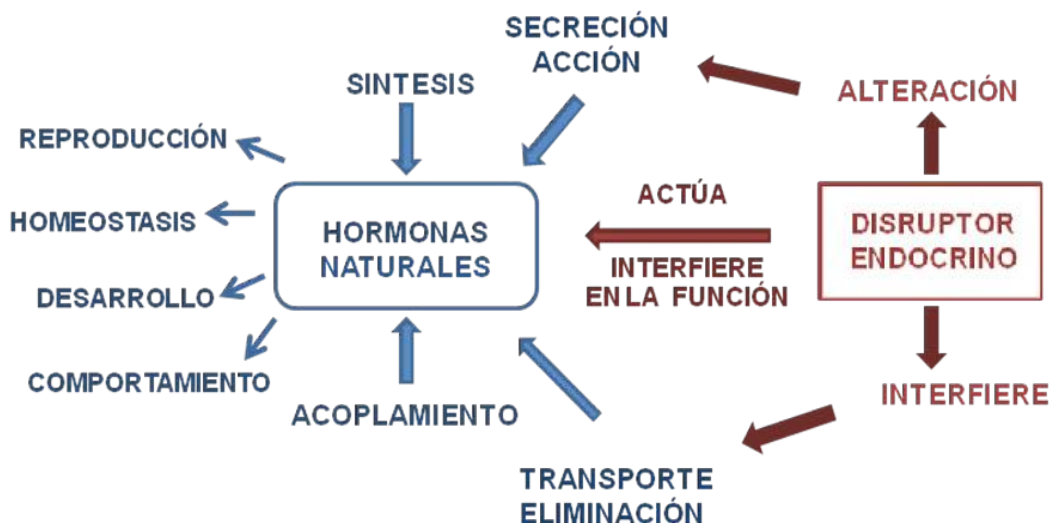 SECRECIÓN
ACCIÓN
SINTESIS
ALTERACIÓN
REPRODUCCIÓN
HOMEOSTASIS
DESARROLLO
COMPORTAMIENTO
HORMONAS
NATURALES
ACTÚA
INTERFIERE
EN LA FUNCIÓN
DISRUPTOR
ENDOCRINO
ACOPLAMIENTO
INTERFIERE
TRANSPORTE
ELIMINACIÓN